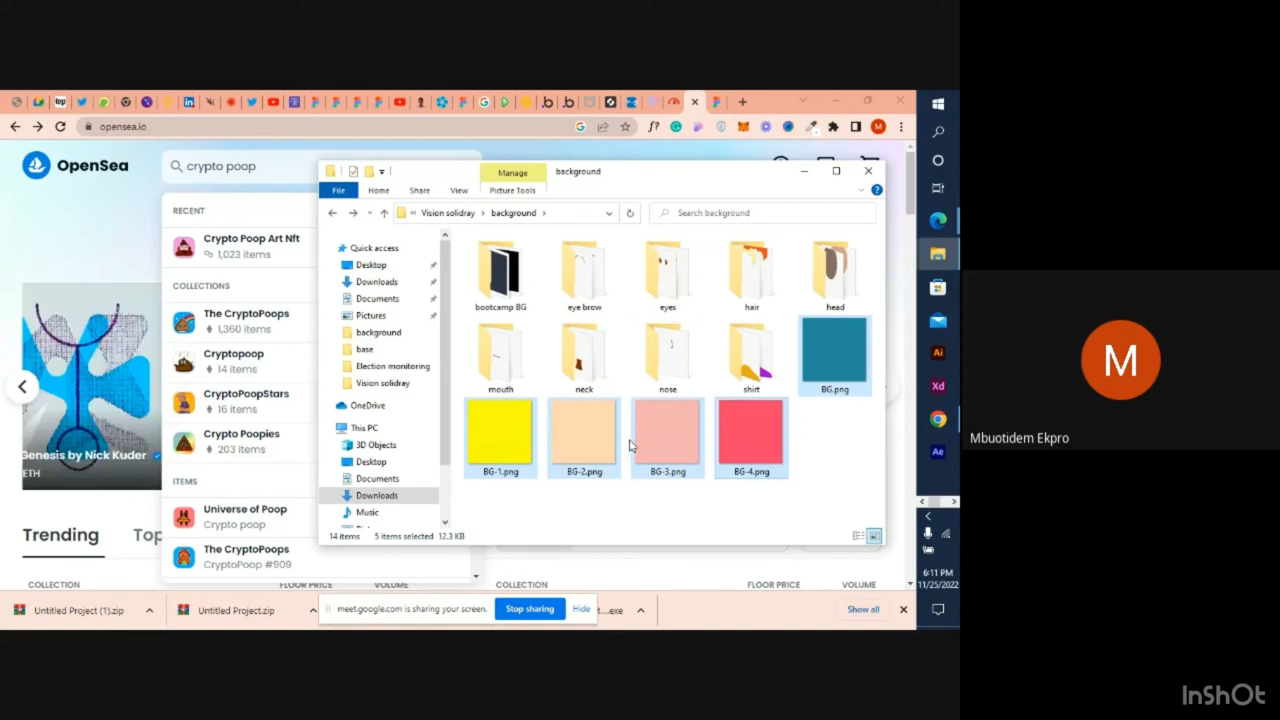 opensea.io
OpenSea
crypto poop
RECENT
Crypto Poop Art Nft
1,023 items
COLLECTIONS
The CryptoPoops
1,360 items
Cryptopoop
14 items
CryptoPoopStars
16 items
Crypto Poopies
203 items
ITEMS
Universe of Poop
Crypto poop
The CryptoPoops
CryptoPoop #909
Genesis by Nick Kuder
ETH
Trending
Top
COLLECTION
FLOOR PRICE
VOLUME
COLLECTION
FLOOR PRICE
VOLUME
Manage
background
File
Home
Share
View
Picture Tools
Vision solidray
background
Search background
Quick access
Desktop
Downloads
Documents
Pictures
background
base
Election monitoring
Vision solidray
OneDrive
This PC
3D Objects
Desktop
Documents
Downloads
Music
bootcamp BG
eye brow
eyes
hair
head
mouth
neck
nose
shirt
BG.png
BG-1.png
BG-2.png
BG-3.png
BG-4.png
14 items
5 items selected 12.3 KB
Untitled Project (1).zip
Untitled Project.zip
meet.google.com is sharing your screen.
Stop sharing
Hide
t....exe
Show all
top
Ai
Xd
Ae
6:11 PM
11/25/2022
M
M
Mbuotidem Ekpro
InShOt